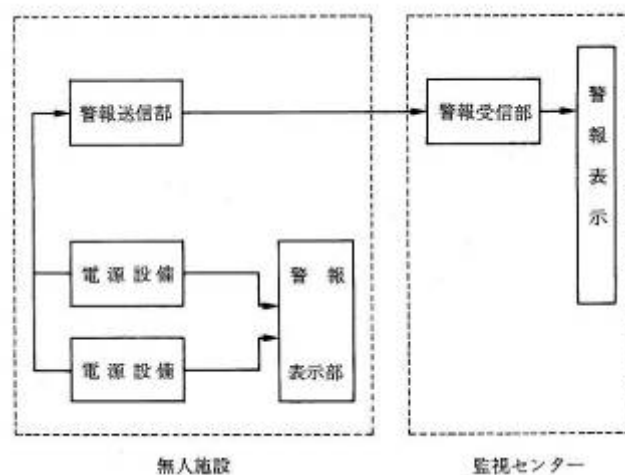 警報送信部
警報受信部
警報表示
電源設備
電源設備
警報
表示部
無人施設
監視センター